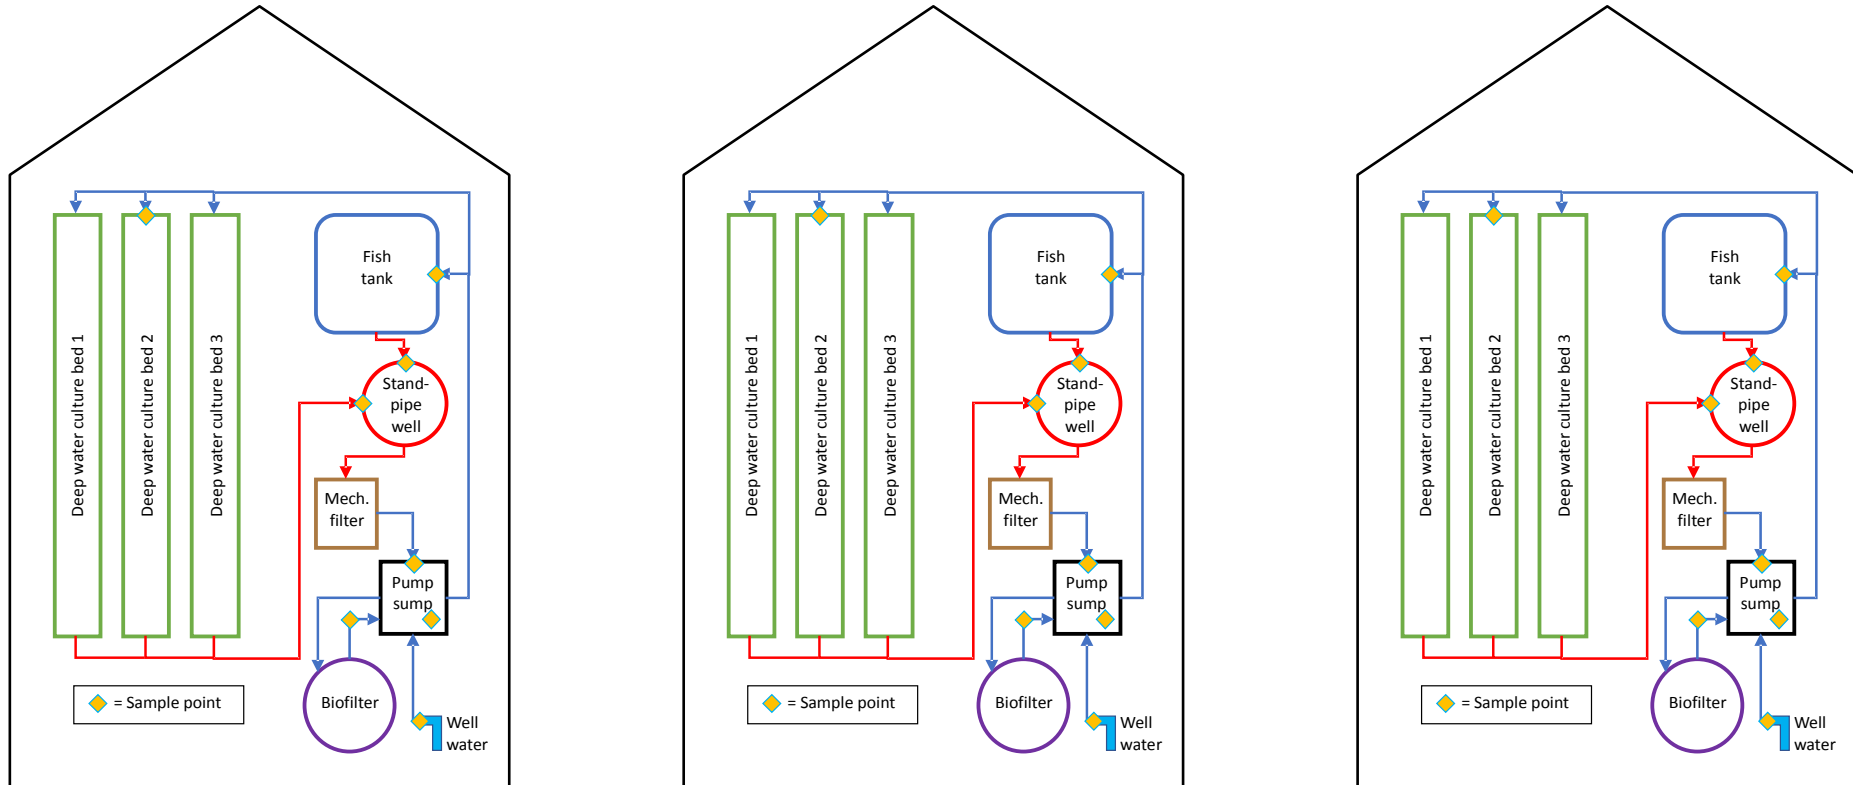 Deep water culture bed 1
Deep water culture bed 2
Deep water culture bed 3
Fish
tank
Stand-
pipe
well
Mech.
filter
Pump
sump
Biofilter
Well
water
= Sample point
Deep water culture bed 1
Deep water culture bed 2
Deep water culture bed 3
Fish
tank
Stand-
pipe
well
Mech.
filter
Pump
sump
Biofilter
Well
water
= Sample point
Deep water culture bed 1
Deep water culture bed 2
Deep water culture bed 3
Fish
tank
Stand-
pipe
well
Mech.
filter
Pump
sump
Biofilter
Well
water
= Sample point